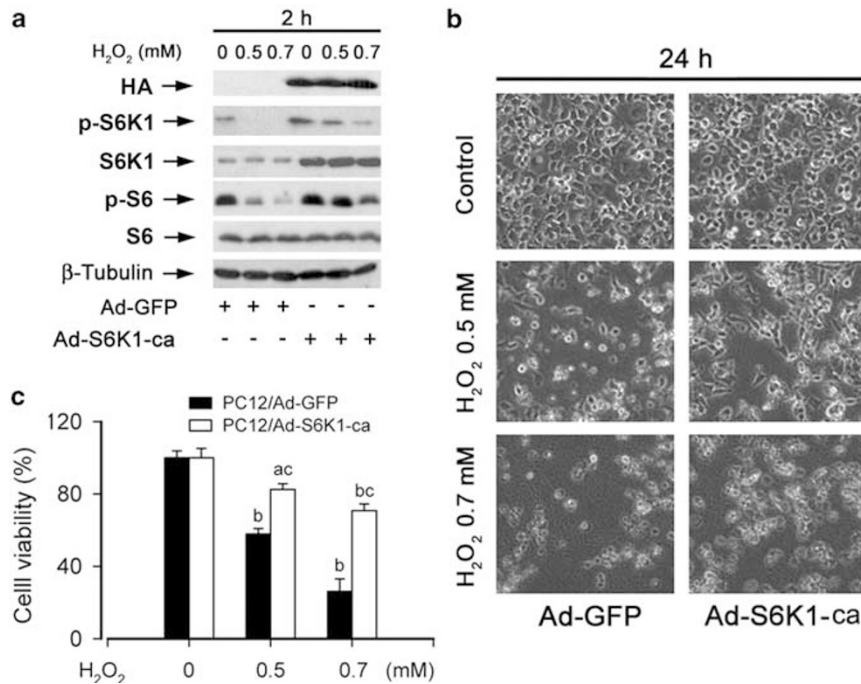 a
2 h
H₂O₂ (mM) 0 0.5 0.7 0 0.5 0.7
HA
p-S6K1
S6K1
p-S6
S6
β-Tubulin
Ad-GFP + + + - - -
Ad-S6K1-ca - - - + + +
b
24 h
Control
H₂O₂ 0.5 mM
H₂O₂ 0.7 mM
Ad-GFP Ad-S6K1-ca
c
PC12/Ad-GFP
PC12/Ad-S6K1-ca
Celll viability (%)
120
80
40
0
ac
b
bc
b
H₂O₂ 0 0.5 0.7 (mM)